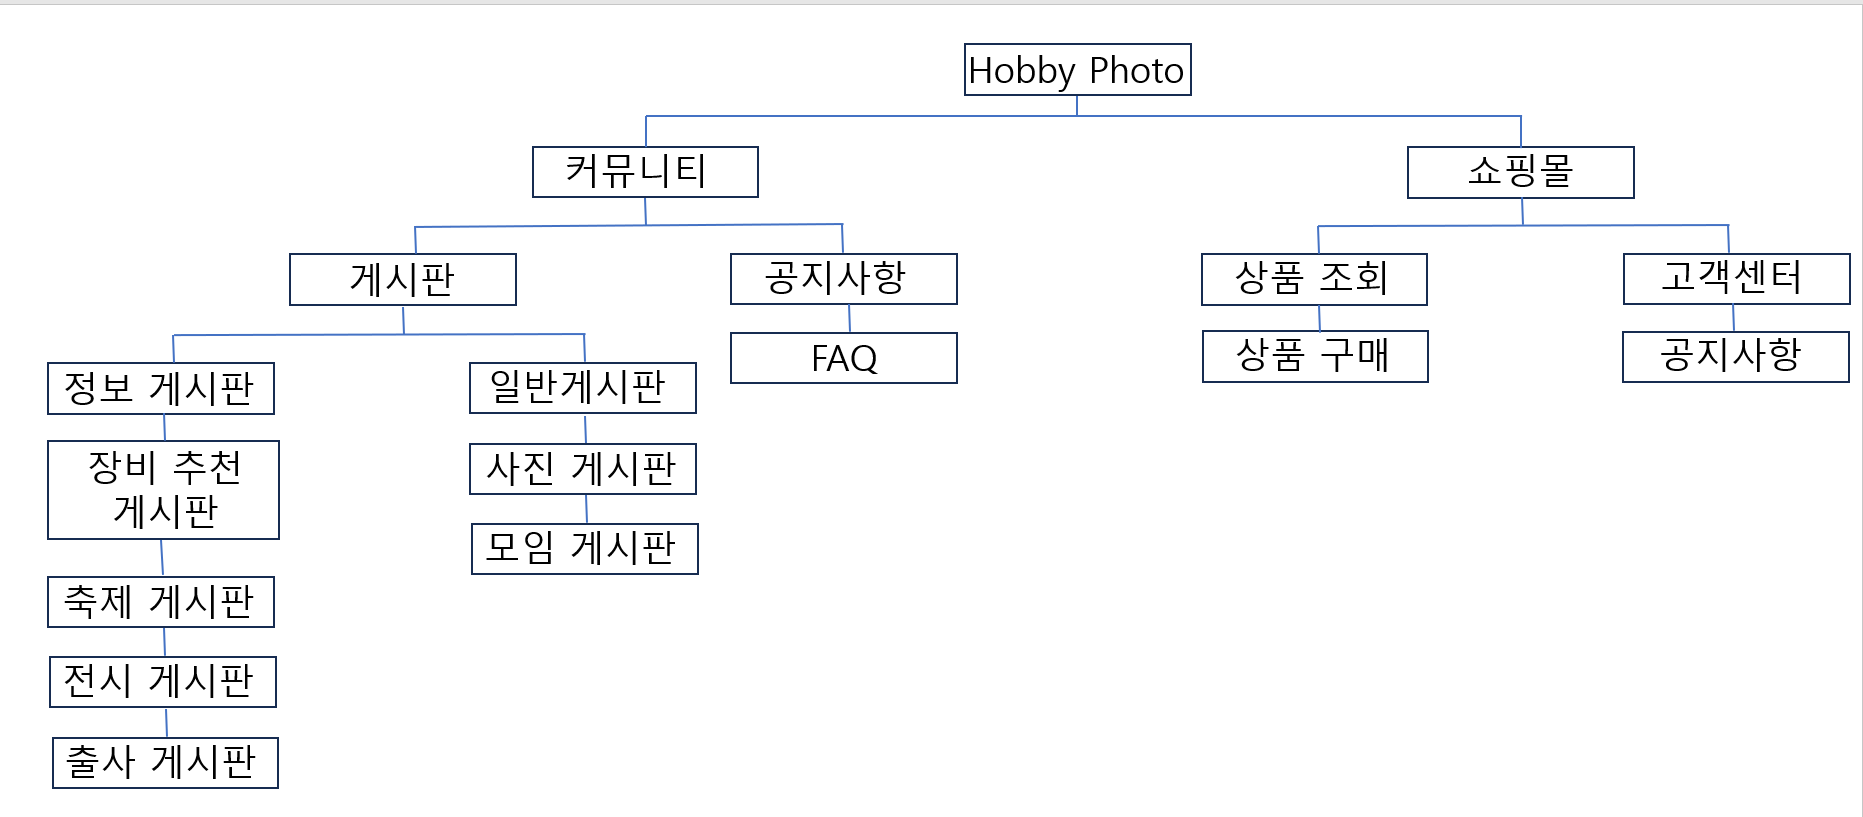 Hobby Photo
커뮤니티
쇼핑몰
게시판
공지사항
상품 조회
고객센터
FAQ
상품 구매
공지사항
정보 게시판
일반게시판
장비 추천
게시판
사진 게시판
모임 게시판
축제 게시판
전시 게시판
출사 게시판